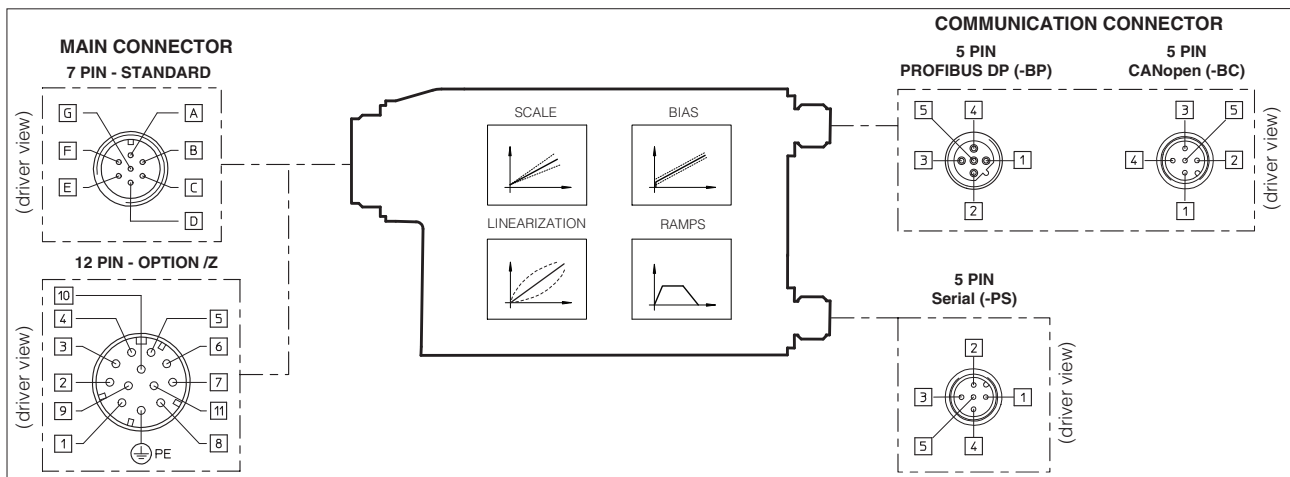 MAIN CONNECTOR
7 PIN - STANDARD
(driver view)
G
A
F
B
E
C
D
12 PIN - OPTION /Z
(driver view)
10
4
5
3
6
2
7
9
11
1
8
PE
SCALE
BIAS
LINEARIZATION
RAMPS
COMMUNICATION CONNECTOR
5 PIN
PROFIBUS DP (-BP)
5
4
3
1
2
5 PIN
CANopen (-BC)
3
5
4
2
1
(driver view)
5 PIN
Serial (-PS)
2
3
1
5
4
(driver view)